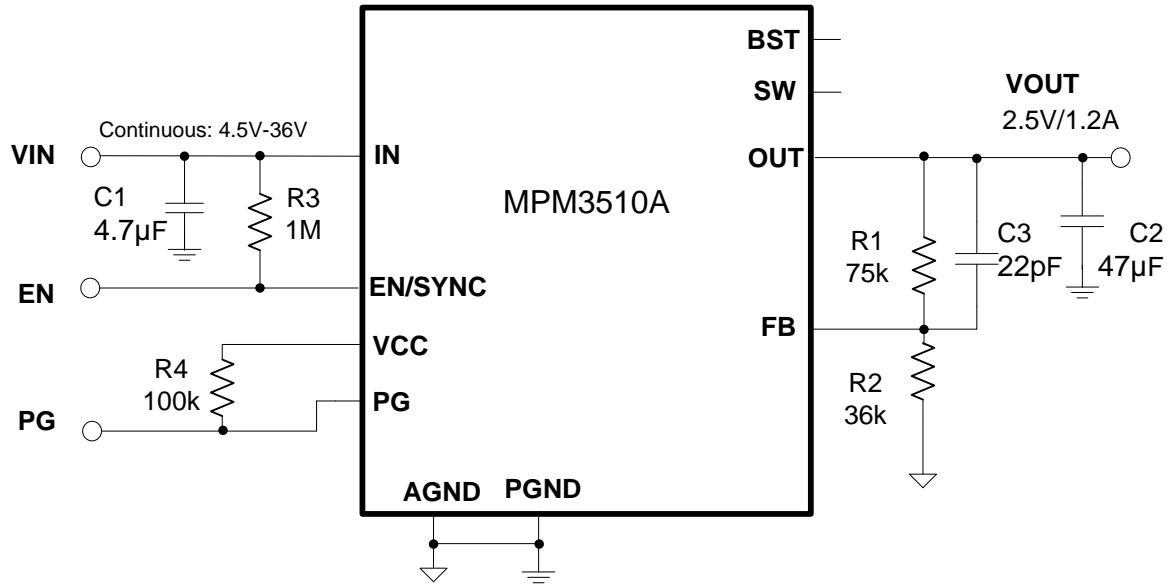 BST
SW
VOUT
2.5V/1.2A
Continuous: 4.5V-36V
VIN
IN
OUT
MPM3510A
C1
4.7µF
R3
1M
R1
75k
C3
22pF
C2
47µF
EN
EN/SYNC
FB
VCC
R4
100k
PG
PG
R2
36k
AGND
PGND